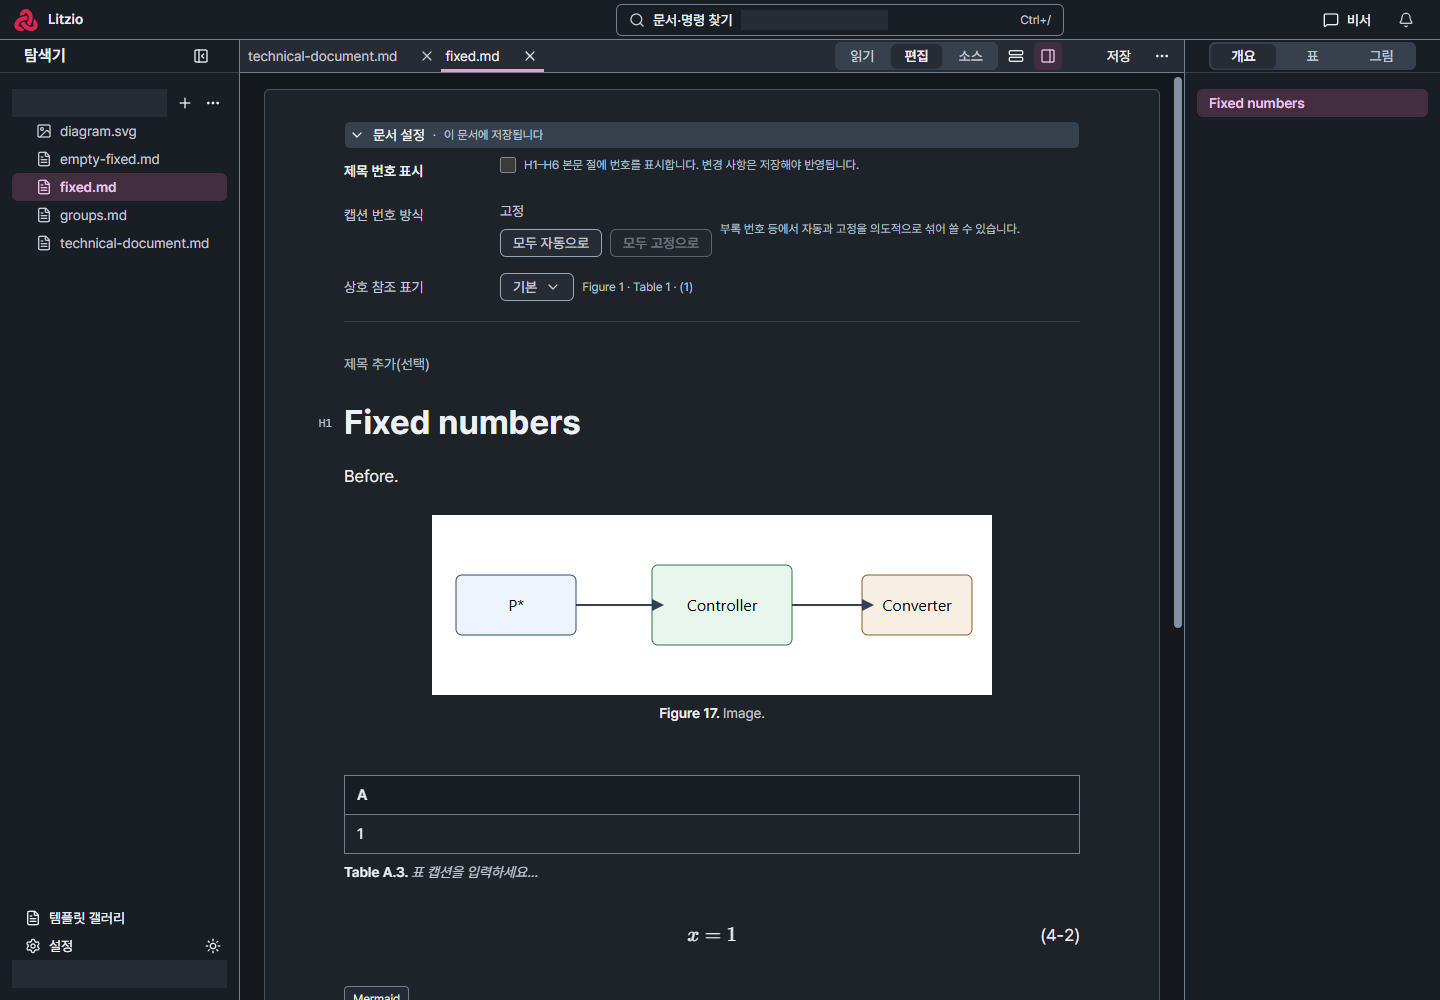 Litzio
문서·명령 찾기
Ctrl+/
비서
탐색기
technical-document.md
fixed.md
읽기
편집
소스
저장
개요
표
그림
diagram.svg
empty-fixed.md
fixed.md
groups.md
technical-document.md
템플릿 갤러리
설정
문서 설정 · 이 문서에 저장됩니다
제목 번호 표시
H1–H6 본문 절에 번호를 표시합니다. 변경 사항은 저장해야 반영됩니다.
캡션 번호 방식
고정
모두 자동으로
모두 고정으로
부록 번호 등에서 자동과 고정을 의도적으로 섞어 쓸 수 있습니다.
상호 참조 표기
기본
Figure 1 · Table 1 · (1)
제목 추가(선택)
H1
Fixed numbers
Before.
P*
Controller
Converter
Figure 17. Image.
A
1
Table A.3. 표 캡션을 입력하세요...
x = 1
(4-2)
Mermaid
Fixed numbers